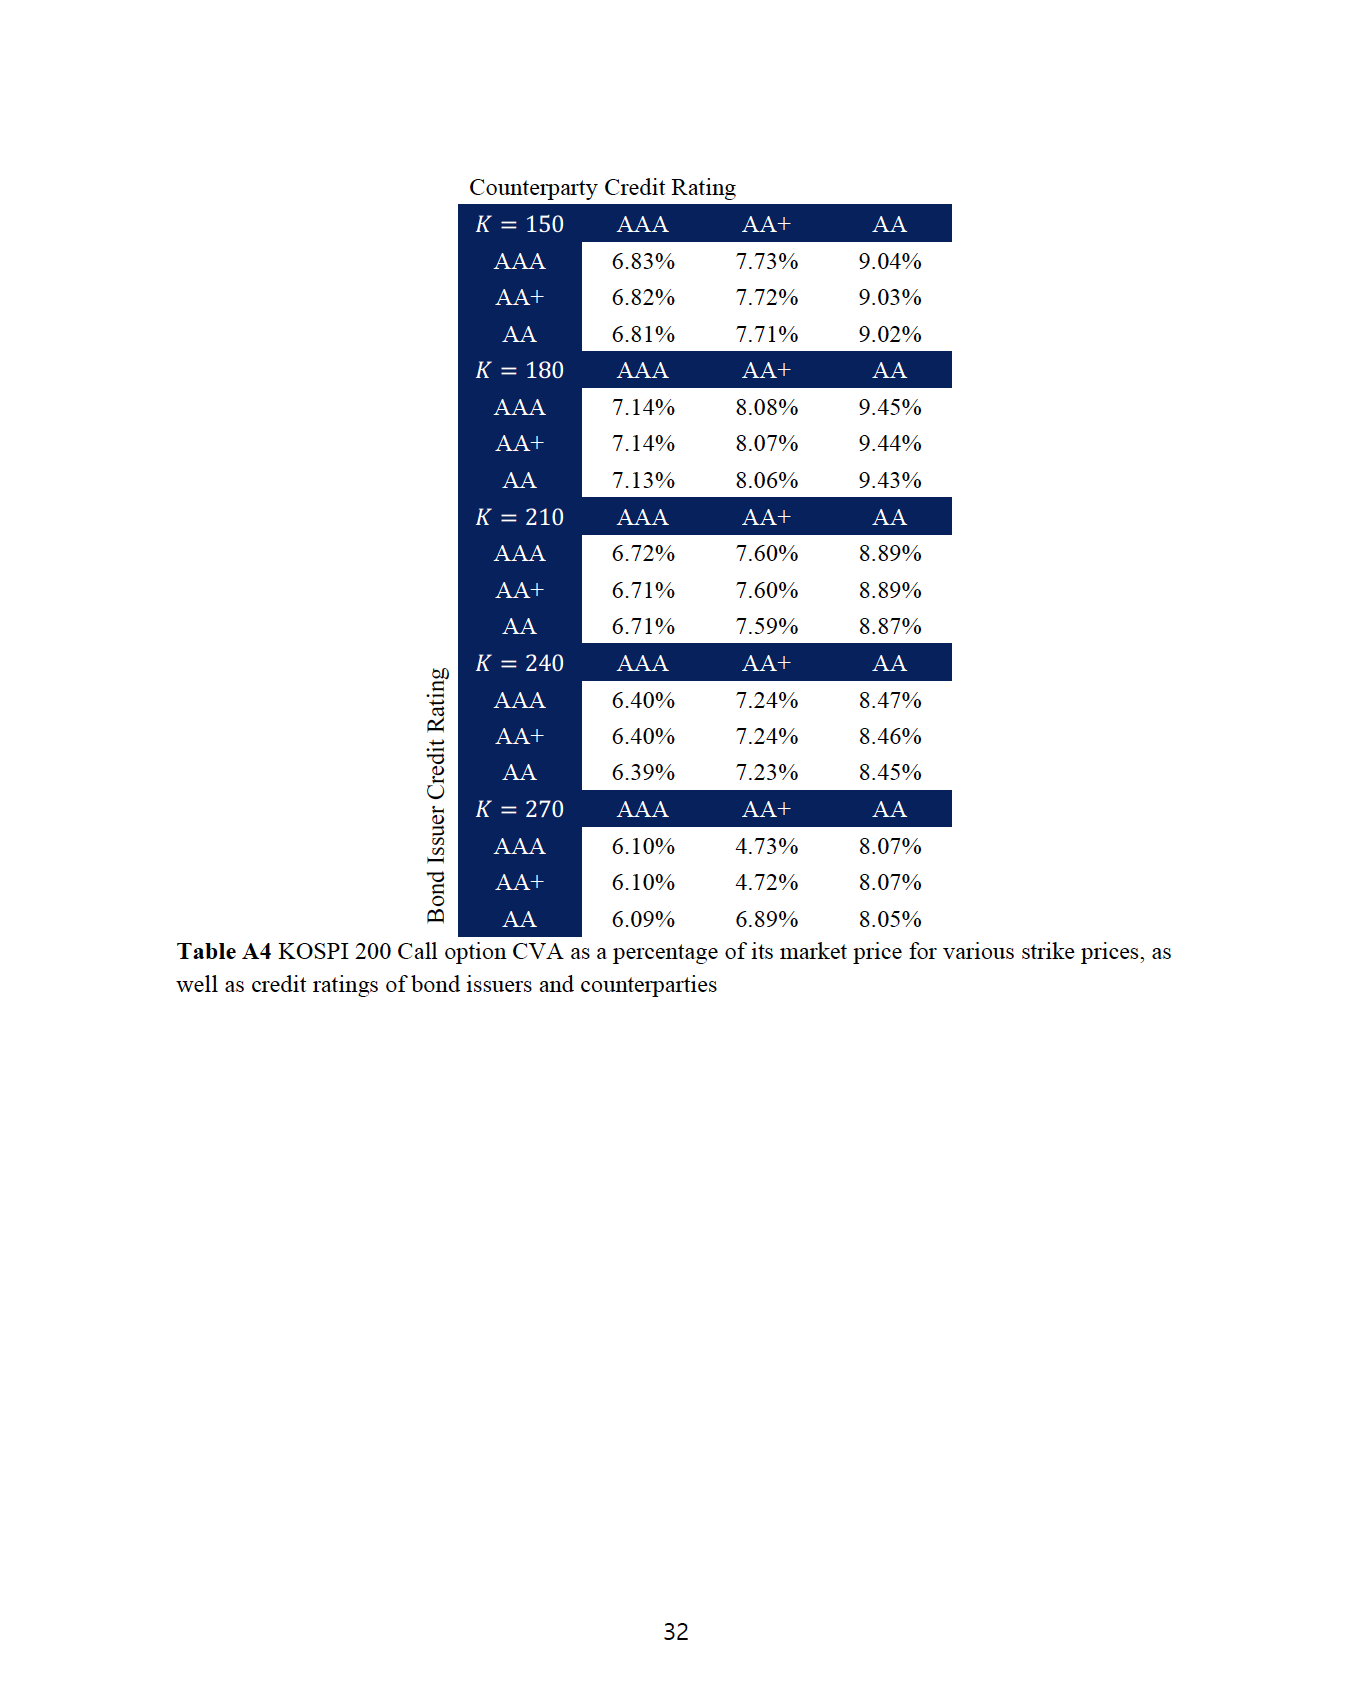 Counterparty Credit Rating
K = 150 AAA AA+ AA
AAA 6.83% 7.73% 9.04%
AA+ 6.82% 7.72% 9.03%
AA 6.81% 7.71% 9.02%
K = 180 AAA AA+ AA
AAA 7.14% 8.08% 9.45%
AA+ 7.14% 8.07% 9.44%
AA 7.13% 8.06% 9.43%
K = 210 AAA AA+ AA
AAA 6.72% 7.60% 8.89%
AA+ 6.71% 7.60% 8.89%
AA 6.71% 7.59% 8.87%
K = 240 AAA AA+ AA
AAA 6.40% 7.24% 8.47%
AA+ 6.40% 7.24% 8.46%
AA 6.39% 7.23% 8.45%
K = 270 AAA AA+ AA
AAA 6.10% 4.73% 8.07%
AA+ 6.10% 4.72% 8.07%
AA 6.09% 6.89% 8.05%
Bond Issuer Credit Rating
Table A4 KOSPI 200 Call option CVA as a percentage of its market price for various strike prices, as
well as credit ratings of bond issuers and counterparties
32